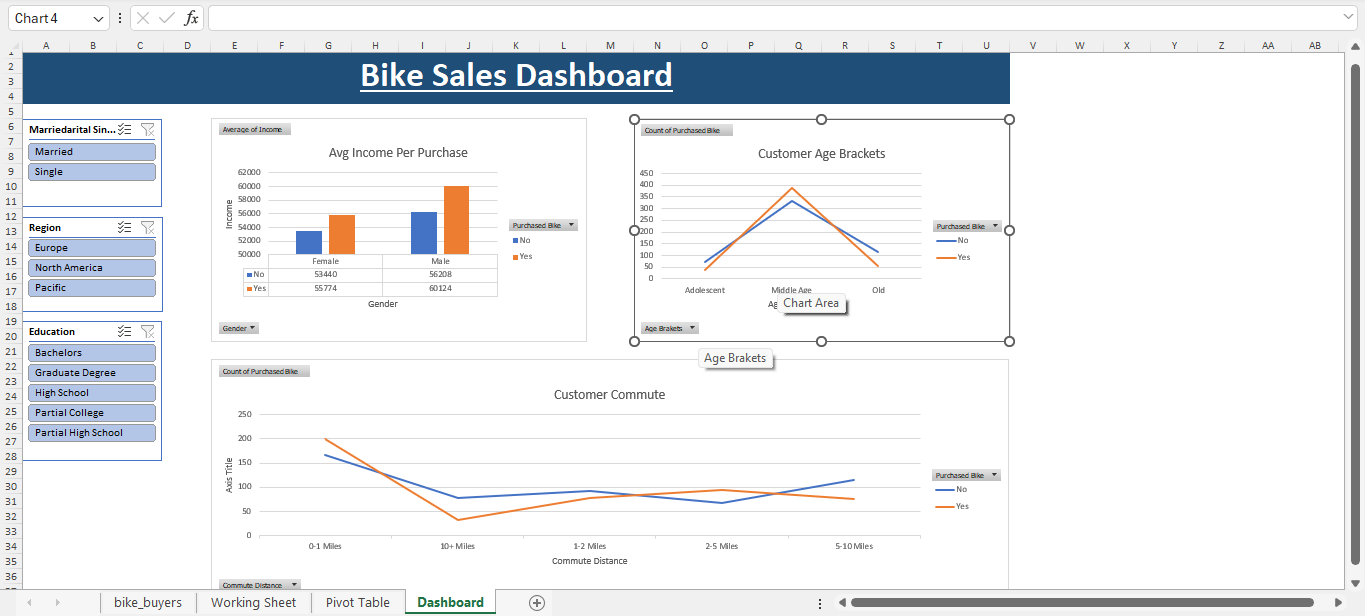 Chart 4
fx
A B C D E F G H I J K L M N O P Q R S T U V W X Y Z AA AB
Bike Sales Dashboard
Marriedarital Sin...
Married
Single
Region
Europe
North America
Pacific
Education
Bachelors
Graduate Degree
High School
Partial College
Partial High School
2
3
4
5
6
7
8
9
10
11
12
13
14
15
16
17
18
19
20
21
22
23
24
25
26
27
28
29
30
31
32
33
34
35
36
Average of Income
Avg Income Per Purchase
62000
60000
58000
56000
54000
52000
50000
Income
Female Male
No 53440 56208
Yes 55774 60124
Gender
Purchased Bike
No
Yes
Gender
Count of Purchased Bike
Customer Age Brackets
450
400
350
300
250
200
150
100
50
0
Adolescent Middle Age Old
Ag
Chart Area
Purchased Bike
No
Yes
Age Brakets
Age Brakets
Count of Purchased Bike
Customer Commute
250
200
150
100
50
0
Axis Title
0-1 Miles 10+ Miles 1-2 Miles 2-5 Miles 5-10 Miles
Commute Distance
Purchased Bike
No
Yes
Commute Distance
bike_buyers Working Sheet Pivot Table Dashboard